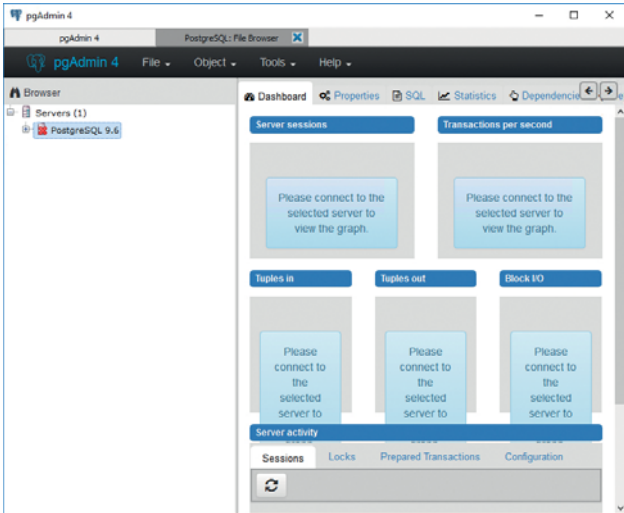 pgAdmin 4
pgAdmin 4
PostgreSQL: File Browser
pgAdmin 4 File Object Tools Help
Browser
Servers (1)
PostgreSQL 9.6
Dashboard Properties SQL Statistics Dependencie
Server sessions
Transactions per second
Please connect to the
selected server to
view the graph.
Please connect to the
selected server to
view the graph.
Tuples in
Tuples out
Block I/O
Please
connect to
the
selected
server to
Please
connect to
the
selected
server to
Please
connect to
the
selected
server to
Server activity
Sessions Locks Prepared Transactions Configuration